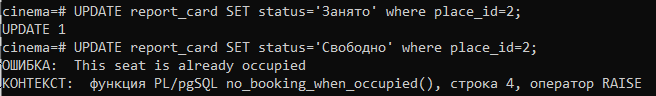 cinema=# UPDATE report_card SET status='Занято' where place_id=2;
UPDATE 1
cinema=# UPDATE report_card SET status='Свободно' where place_id=2;
ОШИБКА:  This seat is already occupied
КОНТЕКСТ:  функция PL/pgSQL no_booking_when_occupied(), строка 4, оператор RAISE